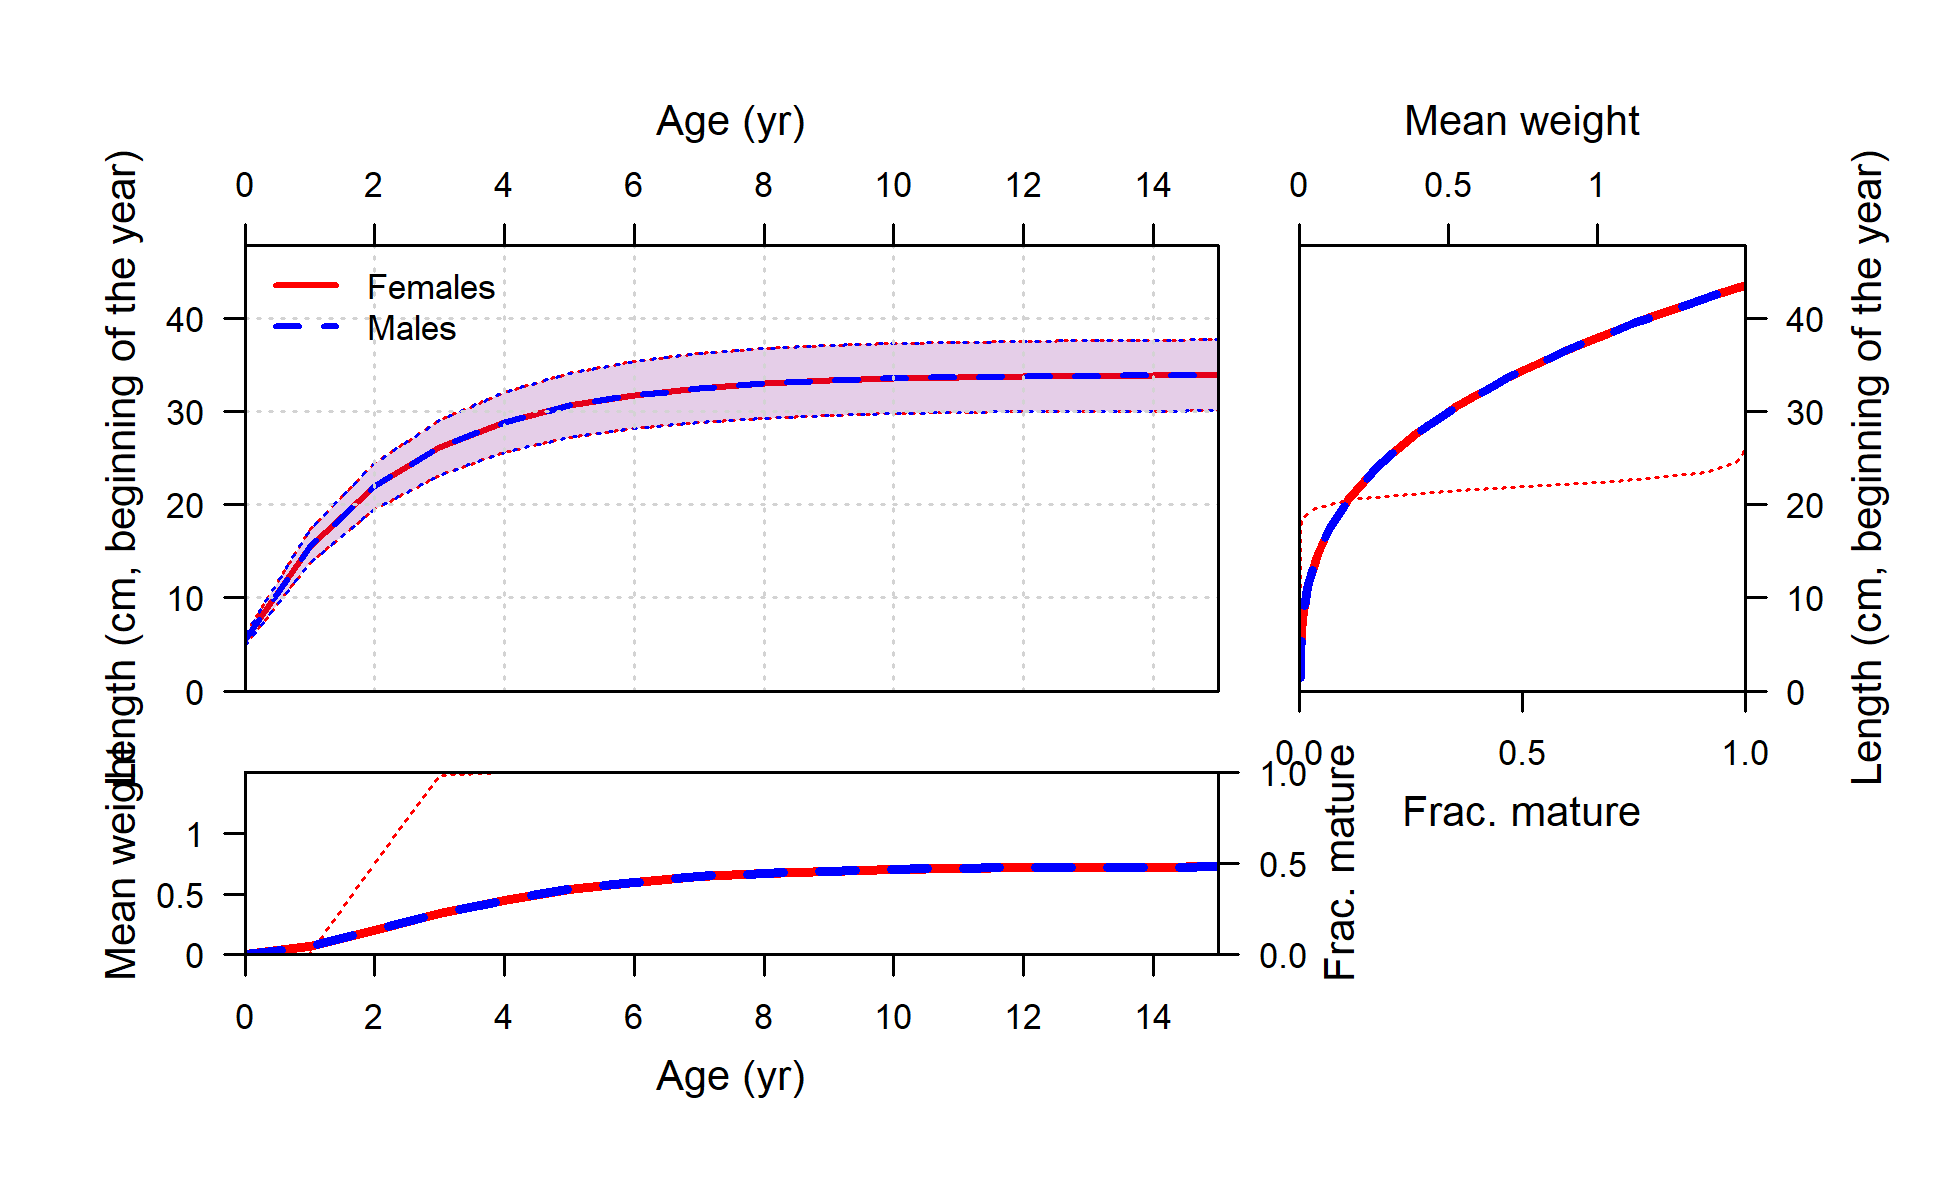 Age (yr)
0 2 4 6 8 10 12 14
Length (cm, beginning of the year)
40
30
20
10
0
Females
Males
Mean weight
0 0.5 1
40
30
20
10
0
Length (cm, beginning of the year)
0.0 0.5 1.0
Frac. mature
Mean weight
1
0.5
0
1.0
0.5
0.0
Frac. mature
0 2 4 6 8 10 12 14
Age (yr)